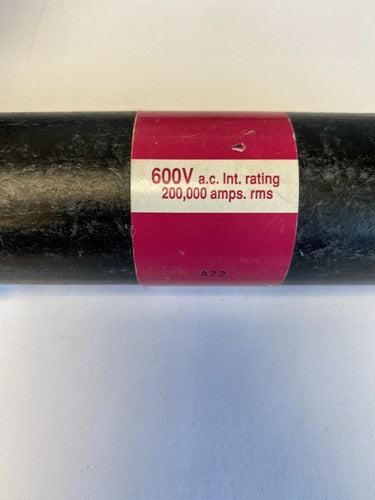 600V a.c. Int. rating
200,000 amps. rms
A22